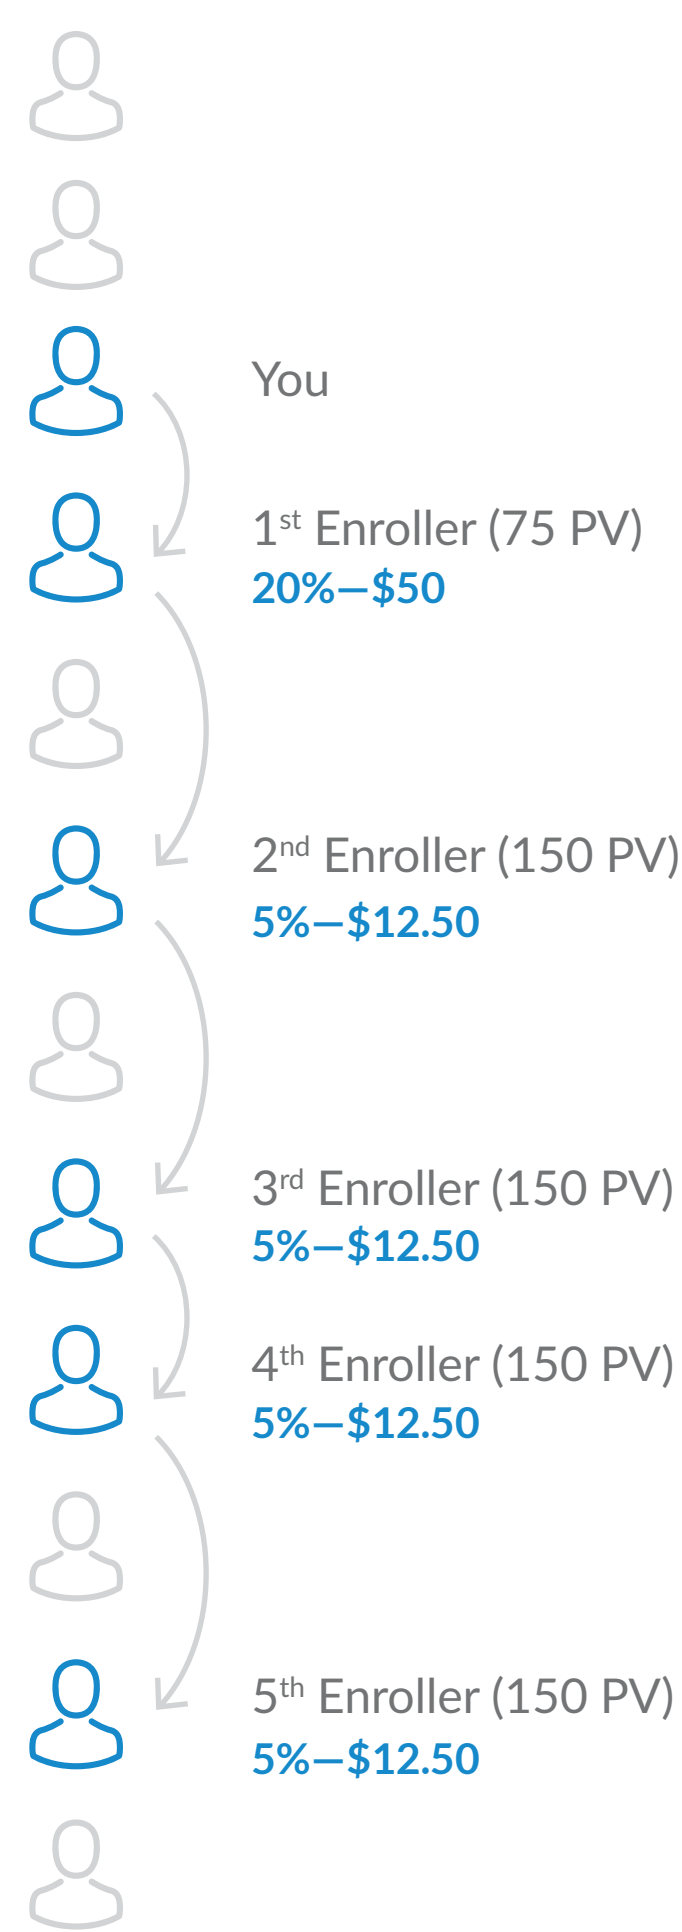 You
1st Enroller (75 PV)
20%—$50
2nd Enroller (150 PV)
5%—$12.50
3rd Enroller (150 PV)
5%—$12.50
4th Enroller (150 PV)
5%—$12.50
5th Enroller (150 PV)
5%—$12.50